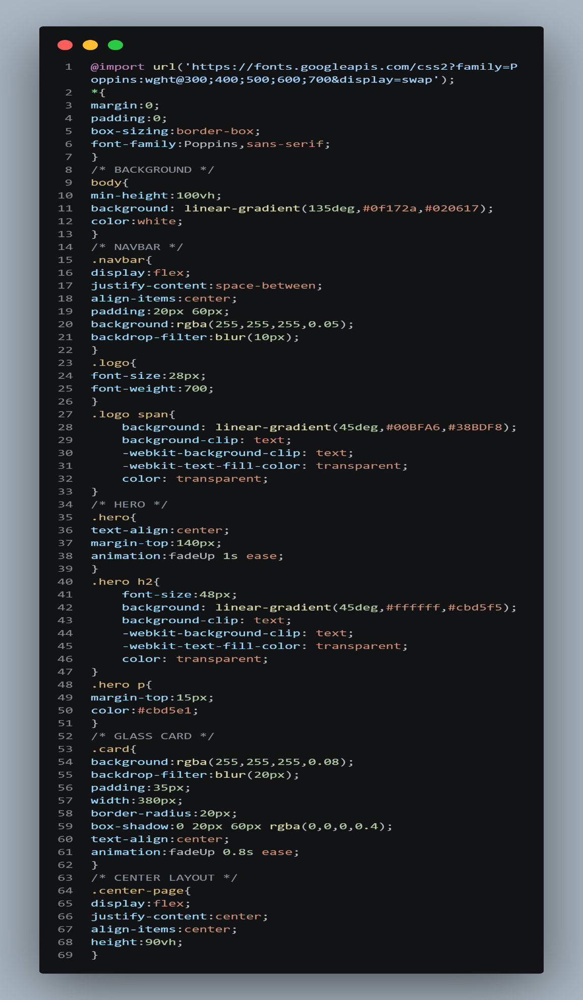 1 @import url('https://fonts.googleapis.com/css2?family=P
oppins:wght@300;400;500;600;700&display=swap');
2 *{
3 margin:0;
4 padding:0;
5 box-sizing:border-box;
6 font-family:Poppins,sans-serif;
7 }
8 /* BACKGROUND */
9 body{
10 min-height:100vh;
11 background: linear-gradient(135deg,#0f172a,#020617);
12 color:white;
13 }
14 /* NAVBAR */
15 .navbar{
16 display:flex;
17 justify-content:space-between;
18 align-items:center;
19 padding:20px 60px;
20 background:rgba(255,255,255,0.05);
21 backdrop-filter:blur(10px);
22 }
23 .logo{
24 font-size:28px;
25 font-weight:700;
26 }
27 .logo span{
28     background: linear-gradient(45deg,#00BFA6,#38BDF8);
29     background-clip: text;
30     -webkit-background-clip: text;
31     -webkit-text-fill-color: transparent;
32     color: transparent;
33 }
34 /* HERO */
35 .hero{
36 text-align:center;
37 margin-top:140px;
38 animation:fadeUp 1s ease;
39 }
40 .hero h2{
41     font-size:48px;
42     background: linear-gradient(45deg,#ffffff,#cbd5f5);
43     background-clip: text;
44     -webkit-background-clip: text;
45     -webkit-text-fill-color: transparent;
46     color: transparent;
47 }
48 .hero p{
49 margin-top:15px;
50 color:#cbd5e1;
51 }
52 /* GLASS CARD */
53 .card{
54 background:rgba(255,255,255,0.08);
55 backdrop-filter:blur(20px);
56 padding:35px;
57 width:380px;
58 border-radius:20px;
59 box-shadow:0 20px 60px rgba(0,0,0,0.4);
60 text-align:center;
61 animation:fadeUp 0.8s ease;
62 }
63 /* CENTER LAYOUT */
64 .center-page{
65 display:flex;
66 justify-content:center;
67 align-items:center;
68 height:90vh;
69 }